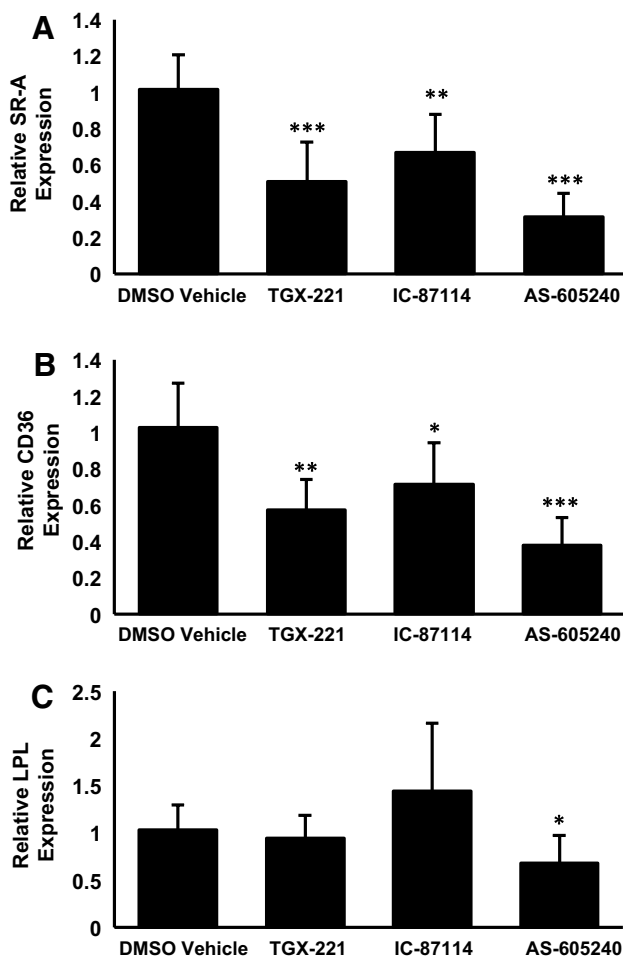 A
Relative SR-A
Expression
1.4
1.2
1
0.8
0.6
0.4
0.2
0
***
**
***
DMSO Vehicle TGX-221 IC-87114 AS-605240
B
Relative CD36
Expression
1.4
1.2
1
0.8
0.6
0.4
0.2
0
**
*
***
DMSO Vehicle TGX-221 IC-87114 AS-605240
C
Relative LPL
Expression
2.5
2
1.5
1
0.5
0
*
DMSO Vehicle TGX-221 IC-87114 AS-605240